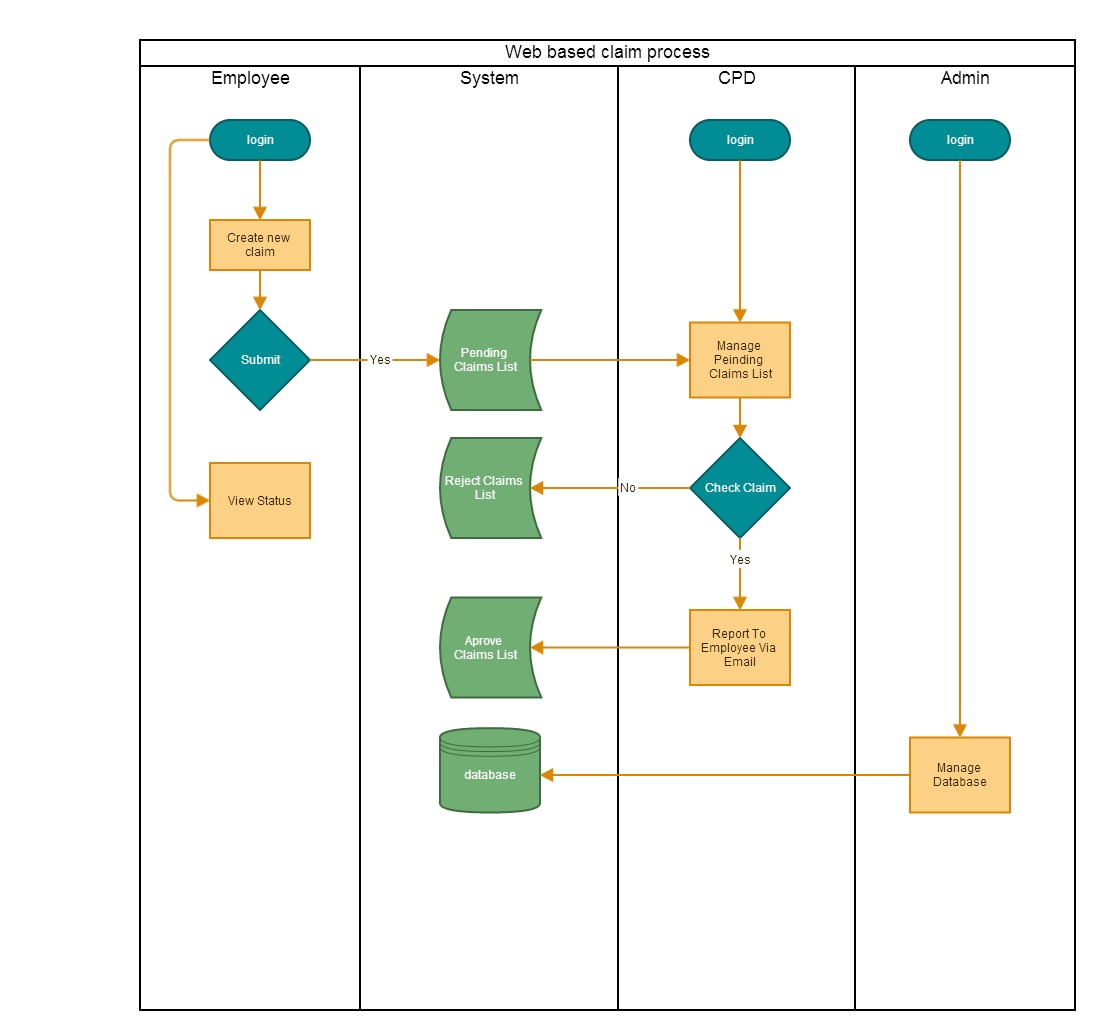 Web based claim process
Employee
System
CPD
Admin
login
login
login
Create new
claim
Submit
Yes
Pending
Claims List
Manage
Peinding
Claims List
Reject Claims
List
No
Check Claim
View Status
Yes
Aprove
Claims List
Report To
Employee Via
Email
database
Manage
Database